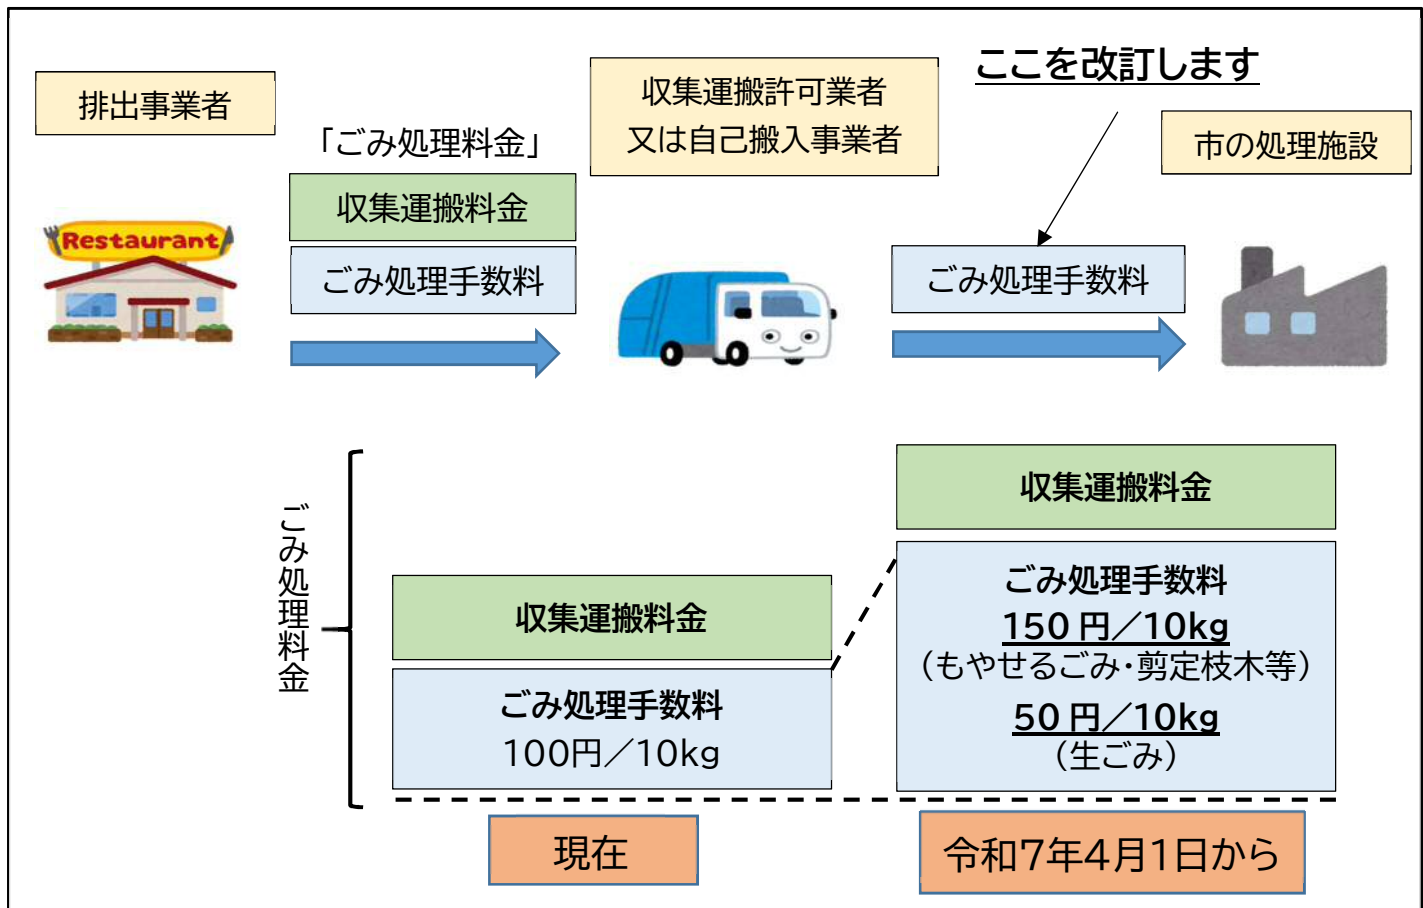 ここを改訂します
排出事業者
「ごみ処理料金」
収集運搬料金
ごみ処理手数料
収集運搬許可業者
又は自己搬入事業者
市の処理施設
ごみ処理手数料
Restaurant
ごみ処理料金
収集運搬料金
ごみ処理手数料
100円／10kg
現在
収集運搬料金
ごみ処理手数料
150円／10kg
（もやせるごみ・剪定枝木等）
50円／10kg
（生ごみ）
令和7年4月1日から